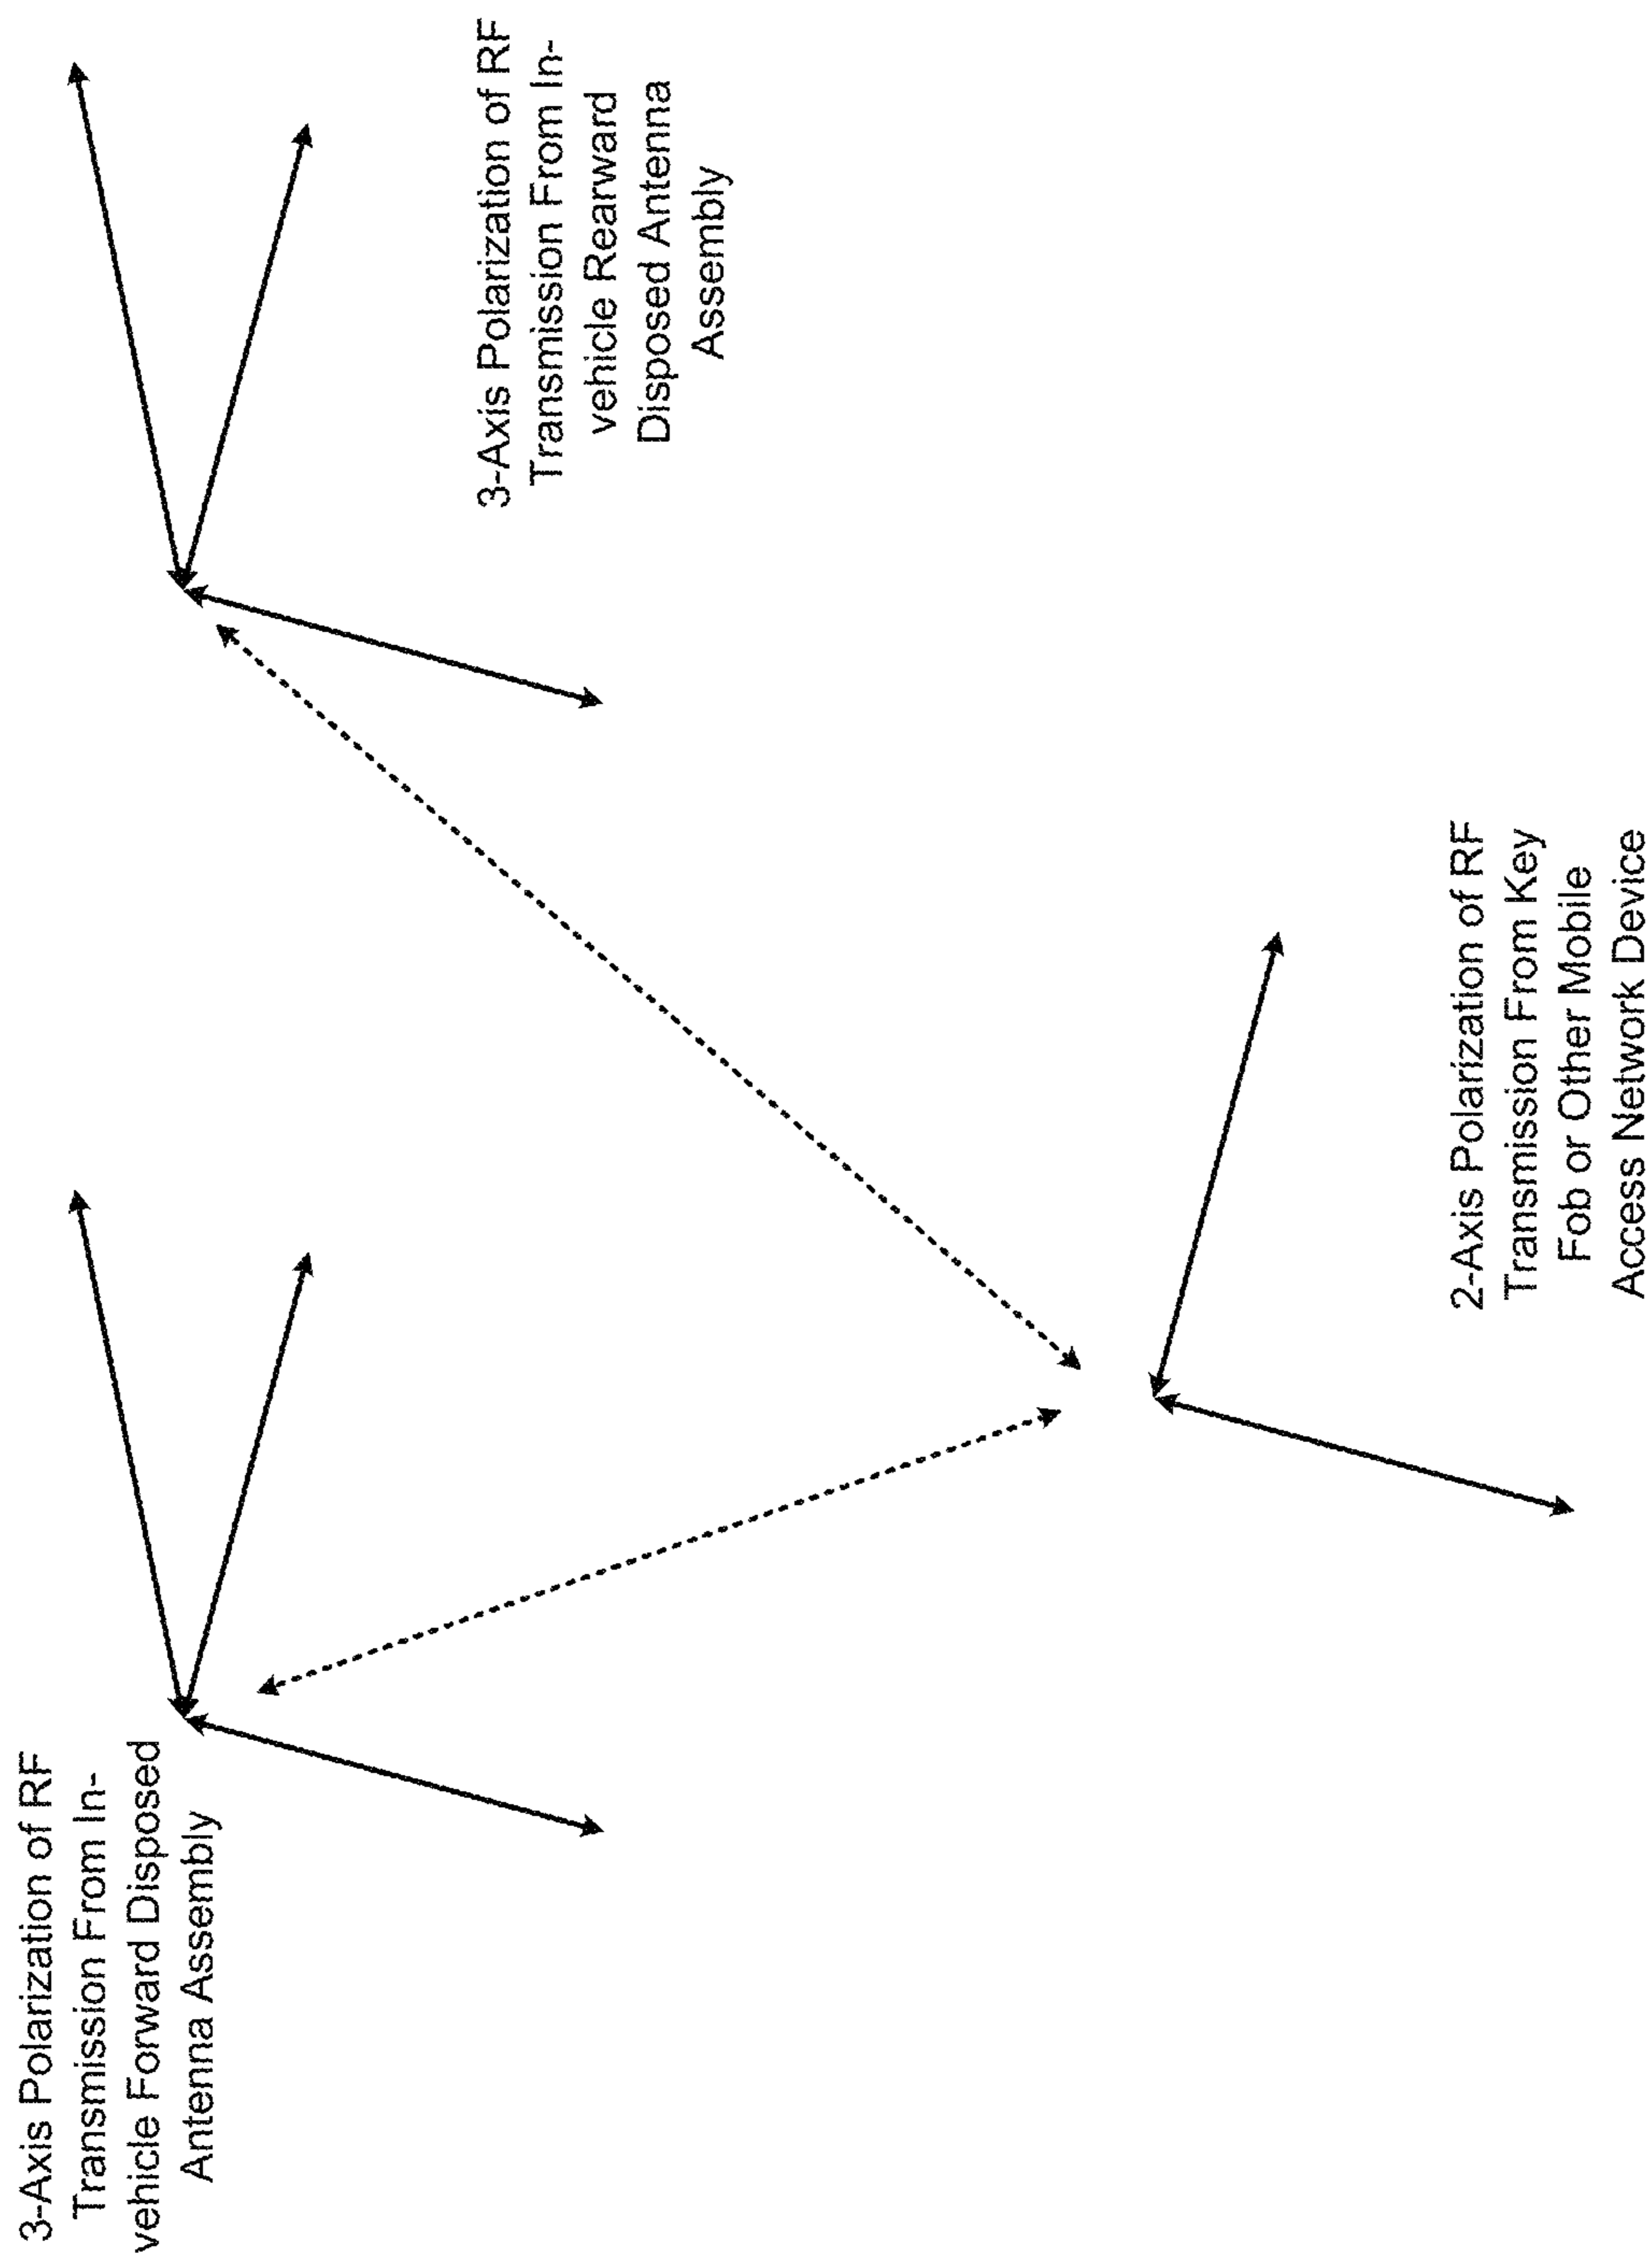 3-Axis Polarization of RF
Transmission From In-
vehicle Forward Disposed
Antenna Assembly
3-Axis Polarization of RF
Transmission From In-
vehicle Rearward
Disposed Antenna
Assembly
2-Axis Polarization of RF
Transmission From Key
Fob or Other Mobile
Access Network Device